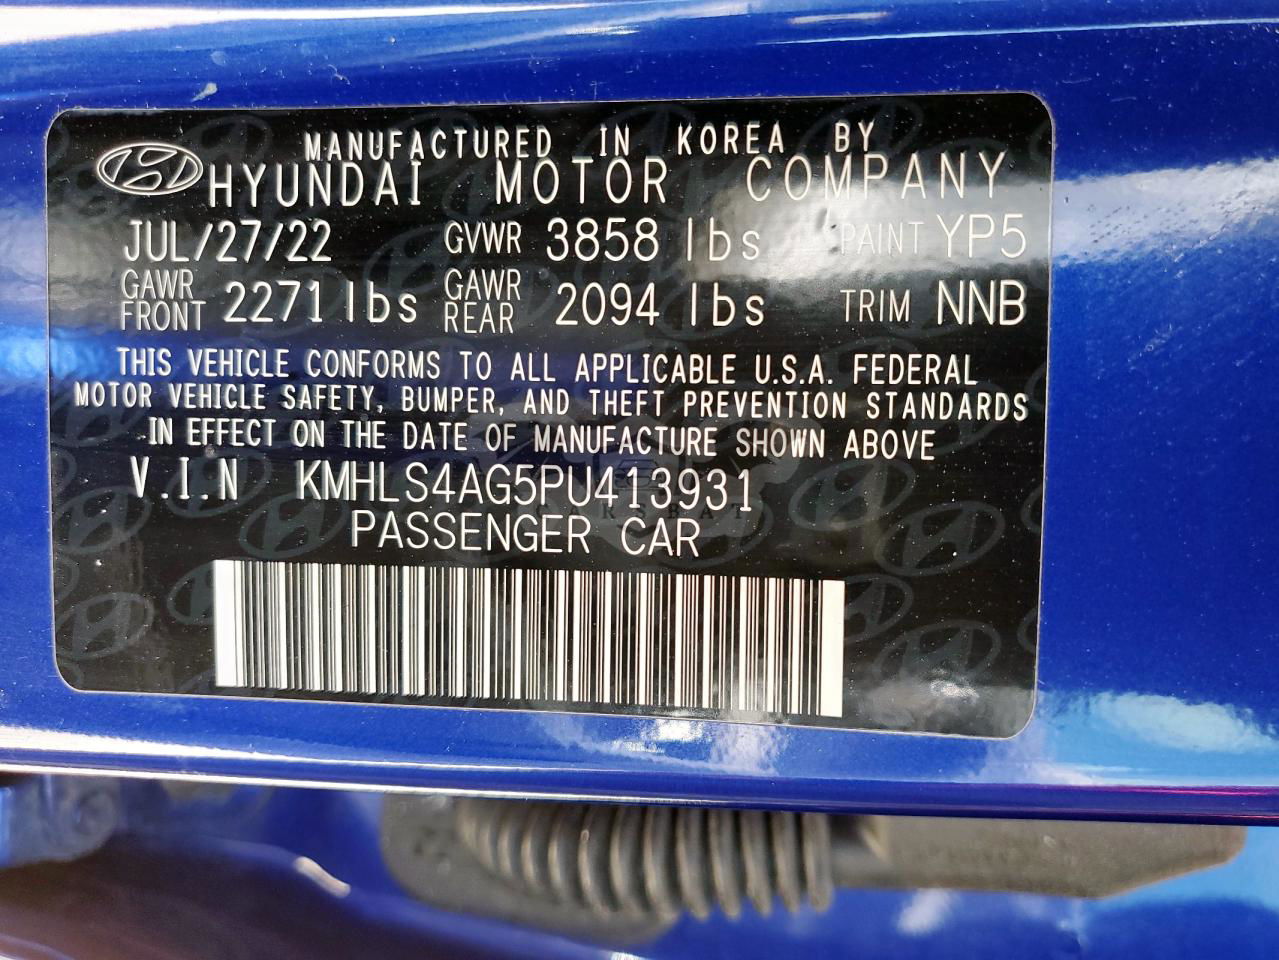 MANUFACTURED IN KOREA BY
HYUNDAI MOTOR COMPANY
JUL/27/22 GVWR 3858 lbs PAINT YP5
GAWR FRONT 2271 lbs GAWR REAR 2094 lbs TRIM NNB
THIS VEHICLE CONFORMS TO ALL APPLICABLE U.S.A. FEDERAL
MOTOR VEHICLE SAFETY, BUMPER, AND THEFT PREVENTION STANDARDS
IN EFFECT ON THE DATE OF MANUFACTURE SHOWN ABOVE
V.I.N KMHLS4AG5PU413931
CARSBAT
PASSENGER CAR